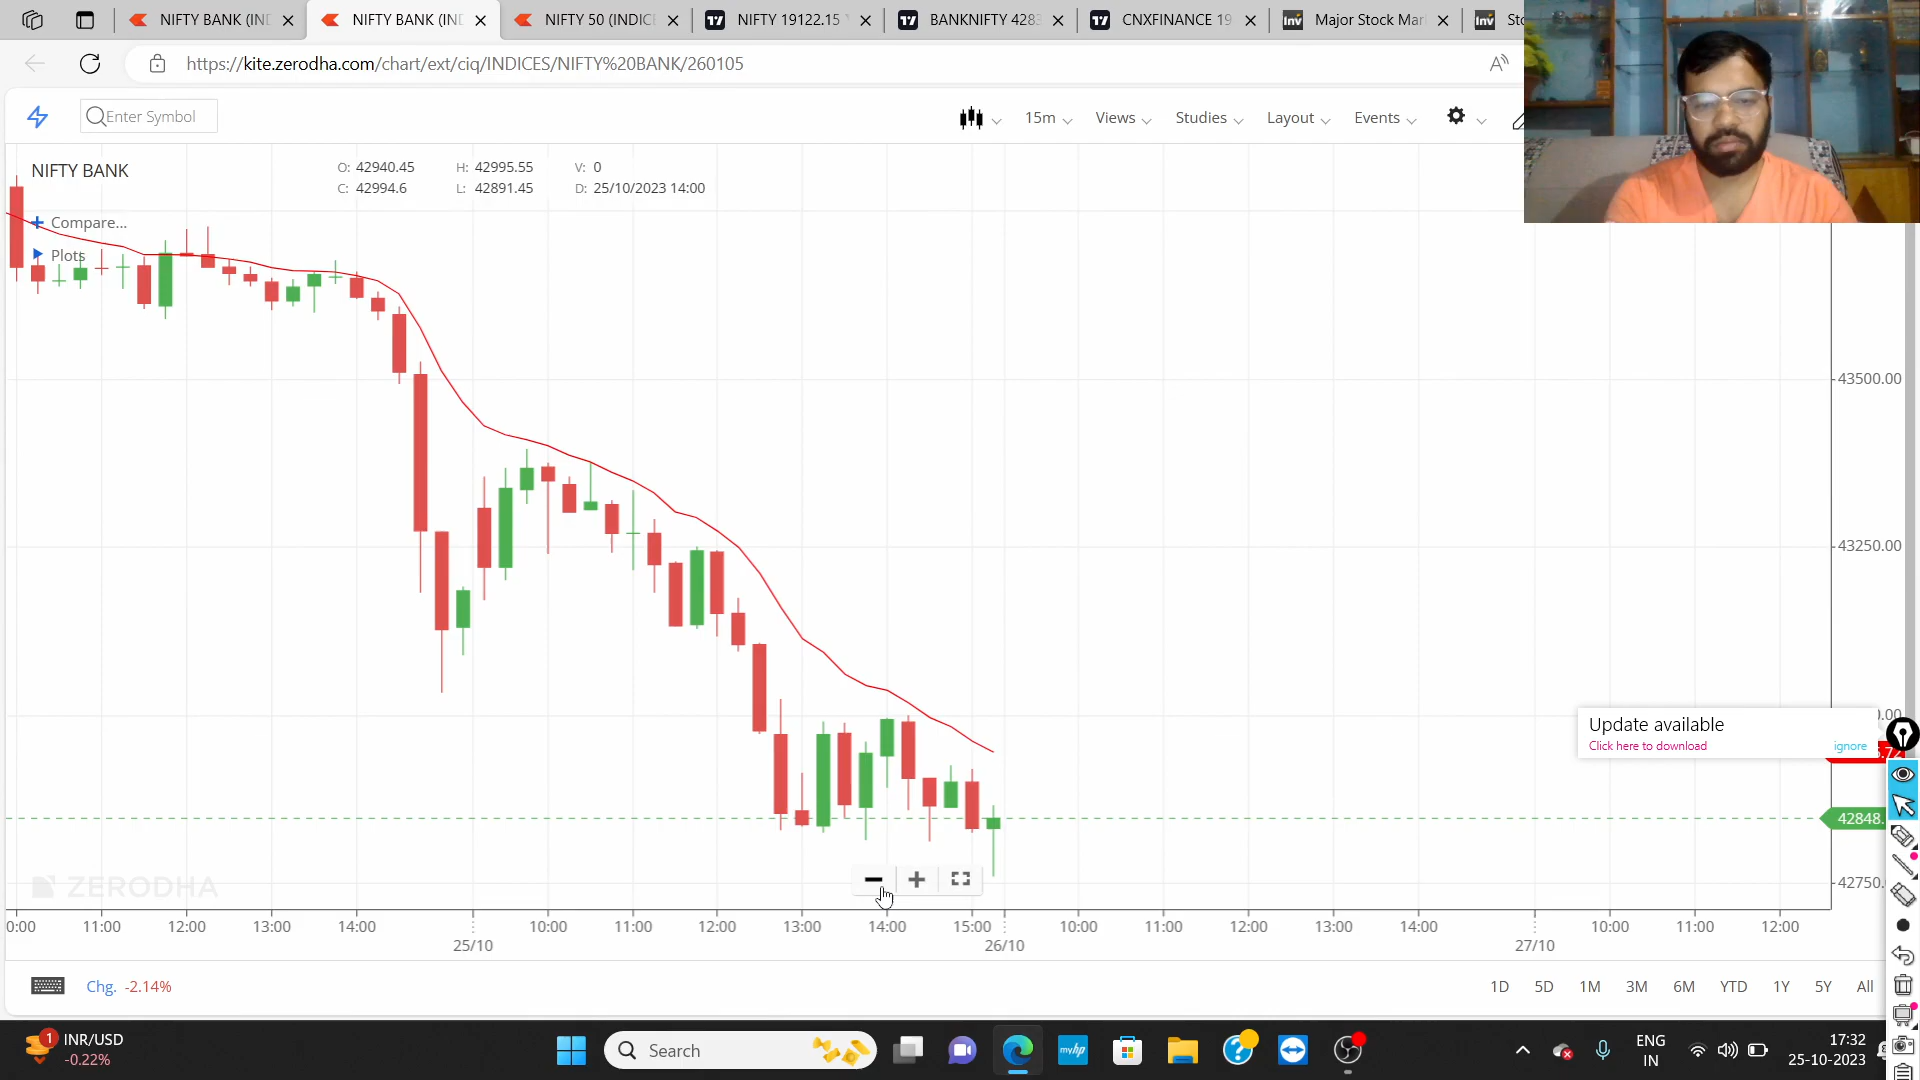 NIFTY BANK (IND
NIFTY BANK (IND
NIFTY 50 (INDICE
NIFTY 19122.15
BANKNIFTY 428
CNXFINANCE 19
Major Stock Mar
Sto
https://kite.zerodha.com/chart/ext/ciq/INDICES/NIFTY%20BANK/260105
Enter Symbol
15m
Views
Studies
Layout
Events
NIFTY BANK
O: 42940.45 H: 42995.55 V: 0
C: 42994.6 L: 42891.45 D: 25/10/2023 14:00
Compare...
Plots
43500.00
43250.00
Update available
Click here to download
ignore
42848.
42750.
ZERODHA
0:00 11:00 12:00 13:00 14:00 10:00 11:00 12:00 13:00 14:00 15:00 10:00 11:00 12:00 13:00 14:00 10:00 11:00 12:00
25/10 26/10 27/10
Chg. -2.14%
1D 5D 1M 3M 6M YTD 1Y 5Y All
1 INR/USD
-0.22%
Search
myhp
ENG
IN
17:32
25-10-2023